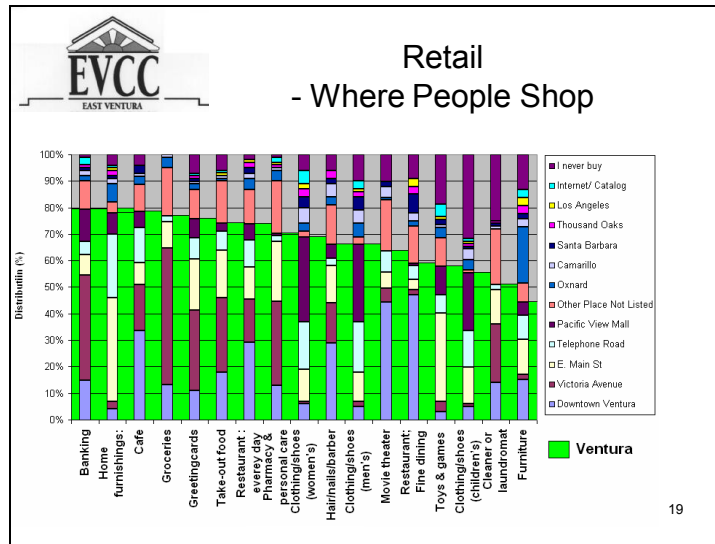 EVCC
EAST VENTURA
Retail
- Where People Shop
100%
90%
80%
70%
60%
50%
40%
30%
20%
10%
0%
Distributiin (%)
Banking
Home
furnishings:
Cafe
Groceries
Greetingcards
Take-out food
Restaurant :
everey day
Pharmacy &
personal care
Clothing/shoes
(women's)
Hair/nails/barber
Clothing/shoes
(men's)
Movie theater
Restaurant;
Fine dining
Toys & games
Clothing/shoes
(children's)
Cleaner or
laundromat
Furniture
I never buy
Internet/ Catalog
Los Angeles
Thousand Oaks
Santa Barbara
Camarillo
Oxnard
Other Place Not Listed
Pacific View Mall
Telephone Road
E. Main St
Victoria Avenue
Downtown Ventura
Ventura
19